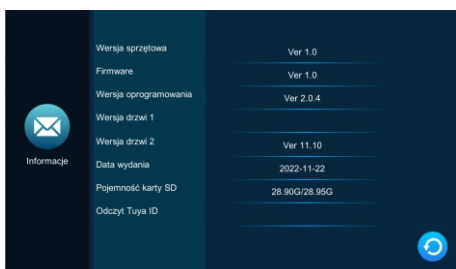 Wersja sprzętowa Ver 1.0
Firmware Ver 1.0
Wersja oprogramowania Ver 2.0.4
Wersja drzwi 1
Wersja drzwi 2 Ver 11.10
Informacje
Data wydania 2022-11-22
Pojemność karty SD 28.90G/28.95G
Odczyt Tuya ID